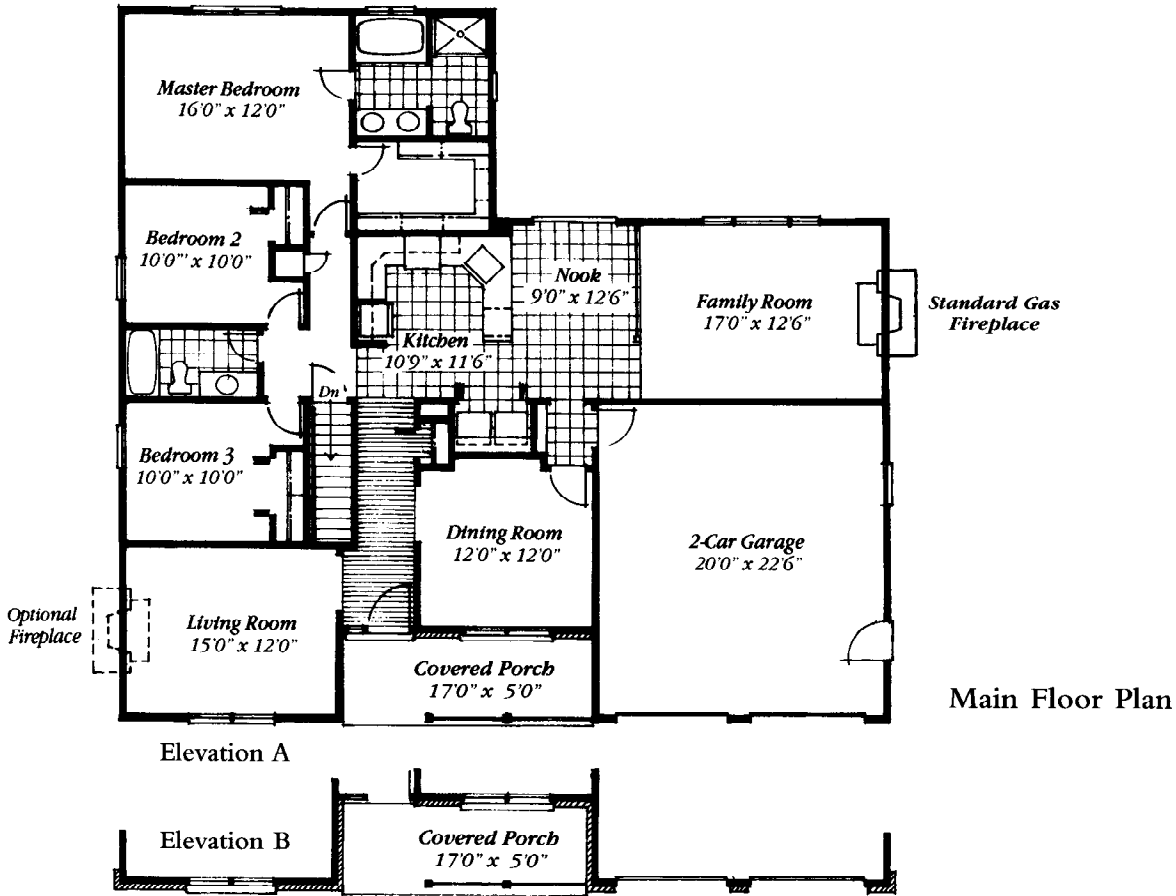 Master Bedroom
16'0" x 12'0"
Bedroom 2
10'0"' x 10'0"
Nook
9'0" x 12'6"
Family Room
17'0" x 12'6"
Standard Gas
Fireplace
Kitchen
10'9" x 11'6"
Dn
Bedroom 3
10'0" x 10'0"
Dining Room
12'0" x 12'0"
2-Car Garage
20'0" x 22'6"
Optional
Fireplace
Living Room
15'0" x 12'0"
Covered Porch
17'0" x 5'0"
Main Floor Plan
Elevation A
Elevation B
Covered Porch
17'0" x 5'0"